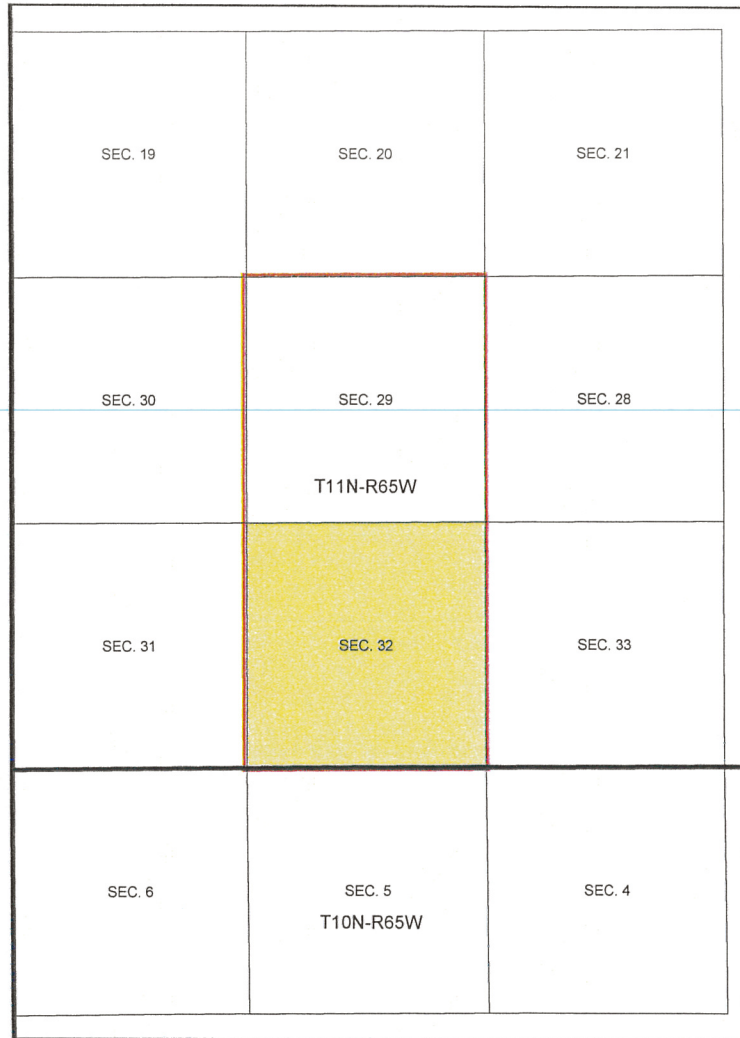 SEC. 19
SEC. 20
SEC. 21
SEC. 30
SEC. 29
SEC. 28
T11N-R65W
SEC. 31
SEC. 32
SEC. 33
SEC. 6
SEC. 5
SEC. 4
T10N-R65W